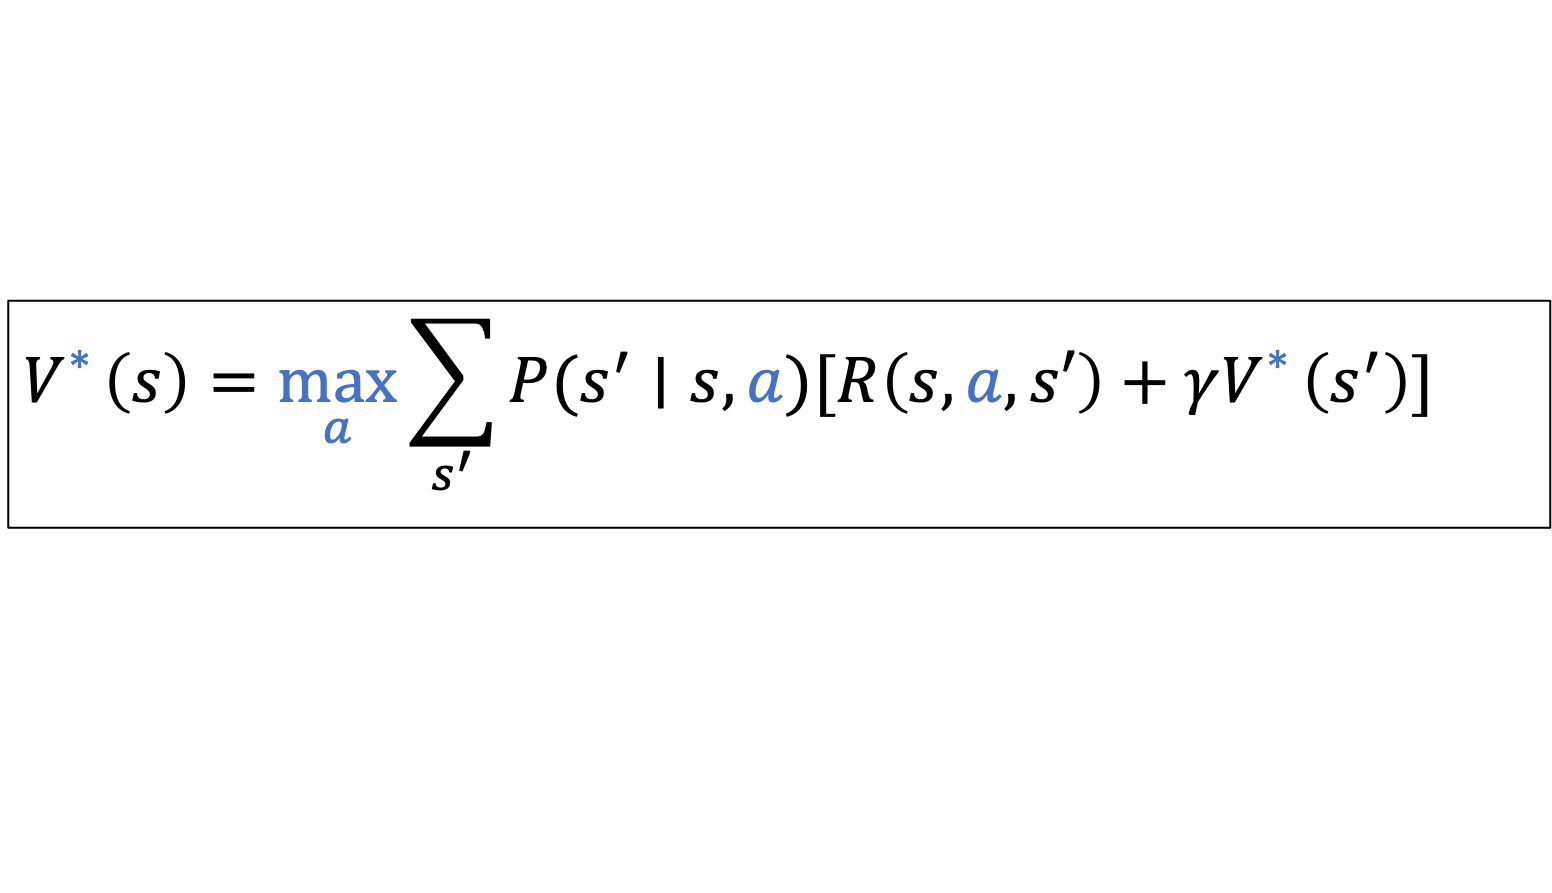 V*(s) = max_a ∑_{s′} P(s′ ∣ s, a)[R(s, a, s′) + γV*(s′)]